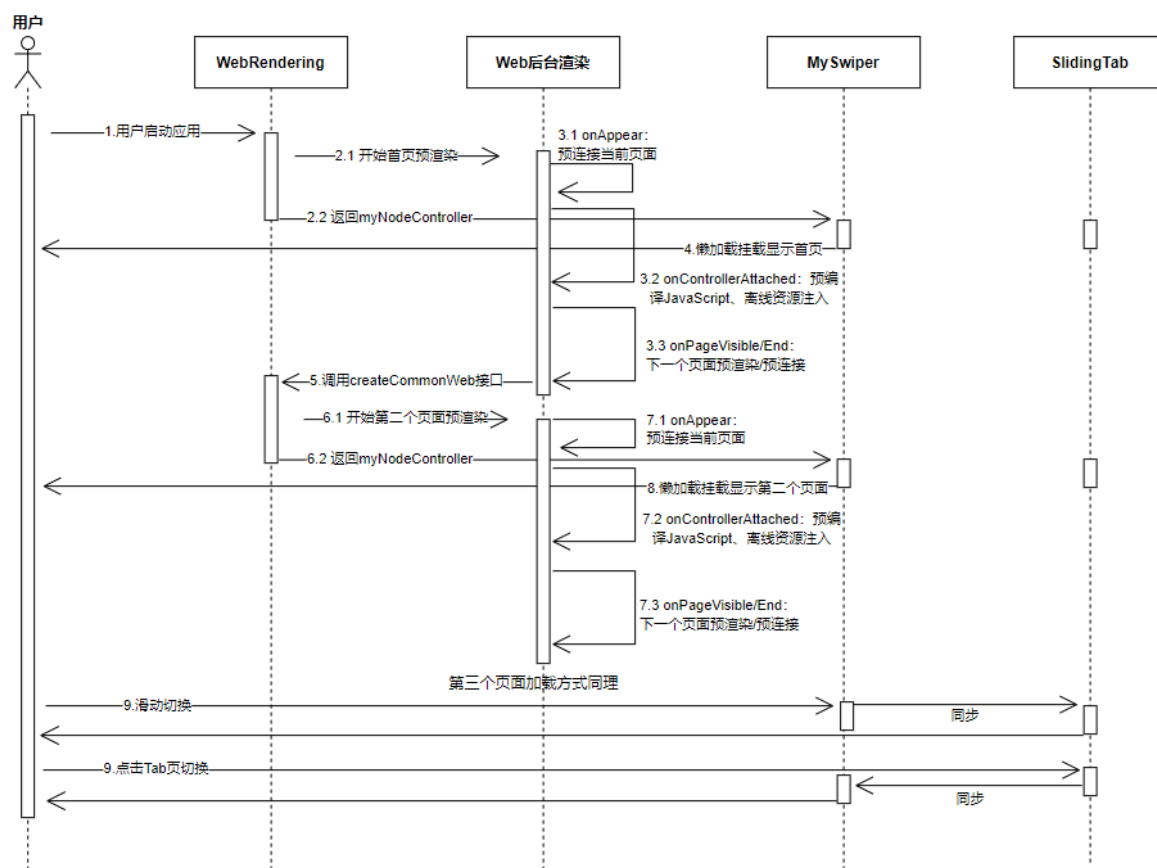 用户
WebRendering
Web后台渲染
MySwiper
SlidingTab
1.用户启动应用
3.1 onAppear:
预连接当前页面
2.1 开始首页预渲染
2.2 返回myNodeController
4.懒加载挂载显示首页
3.2 onControllerAttached：预编
译JavaScript、离线资源注入
3.3 onPageVisible/End：
下一个页面预渲染/预连接
5.调用createCommonWeb接口
6.1 开始第二个页面预渲染
7.1 onAppear：
预连接当前页面
6.2 返回myNodeController
8.懒加载挂载显示第二个页面
7.2 onControllerAttached：预编
译JavaScript、离线资源注入
7.3 onPageVisible/End：
下一个页面预渲染/预连接
第三个页面加载方式同理
9.滑动切换
同步
9.点击Tab页切换
同步